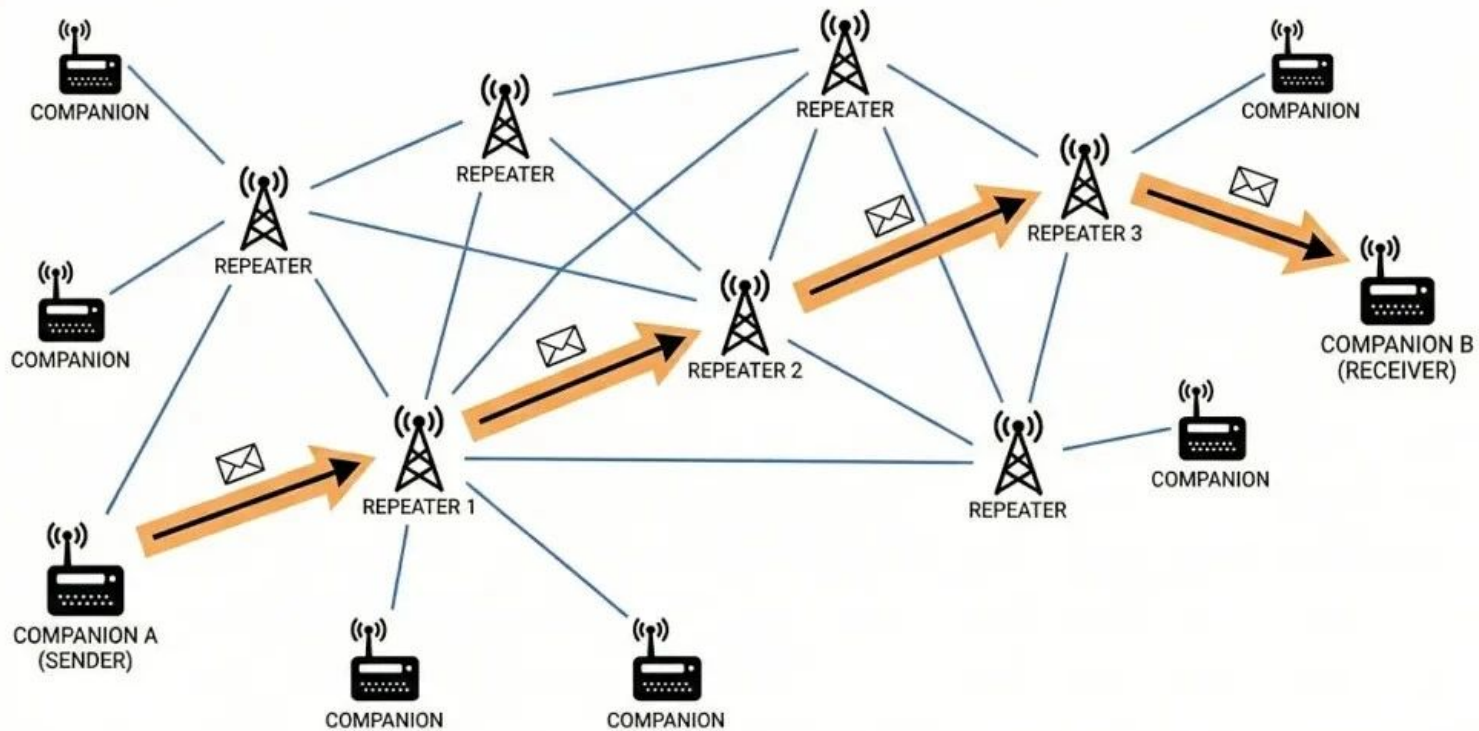 COMPANION
REPEATER
REPEATER
COMPANION
REPEATER
REPEATER 3
COMPANION
REPEATER 2
COMPANION B
(RECEIVER)
REPEATER 1
REPEATER
COMPANION
COMPANION A
(SENDER)
COMPANION
COMPANION